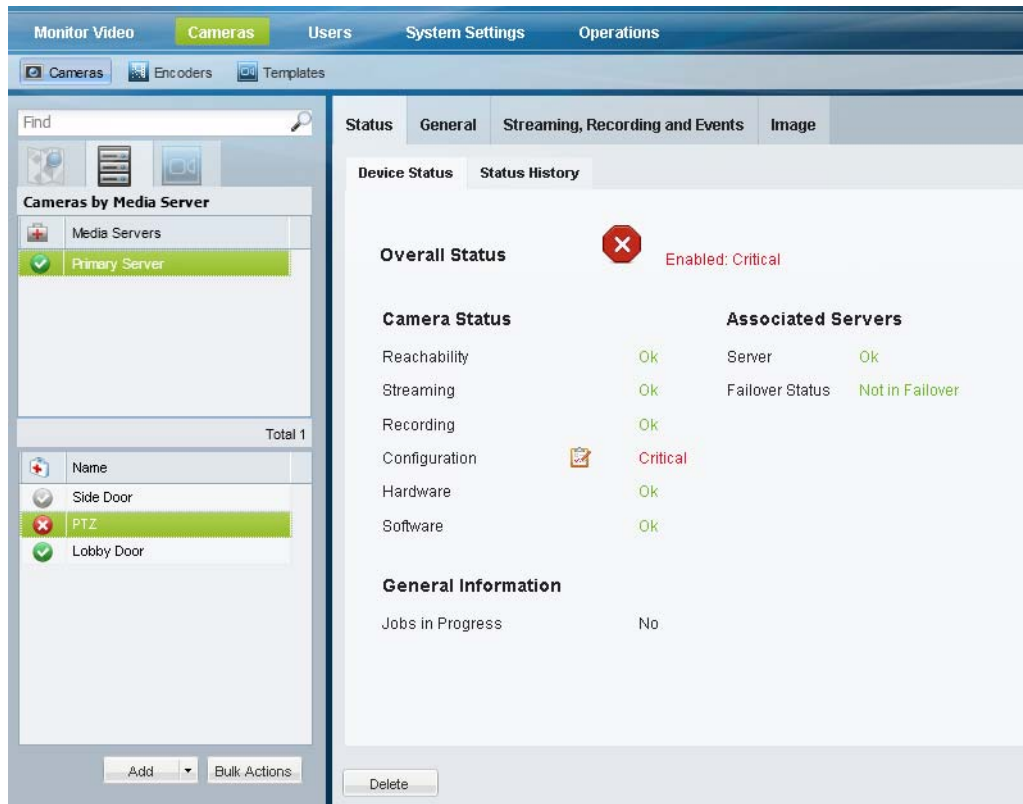 Monitor Video Cameras Users System Settings Operations
Cameras Encoders Templates
Find
Cameras by Media Server
Media Servers
Primary Server
Total 1
Name
Side Door
PTZ
Lobby Door
Add Bulk Actions
Status General Streaming, Recording and Events Image
Device Status Status History
Overall Status Enabled: Critical
Camera Status Associated Servers
Reachability Ok Server Ok
Streaming Ok Failover Status Not in Failover
Recording Ok
Configuration Critical
Hardware Ok
Software Ok
General Information
Jobs in Progress No
Delete